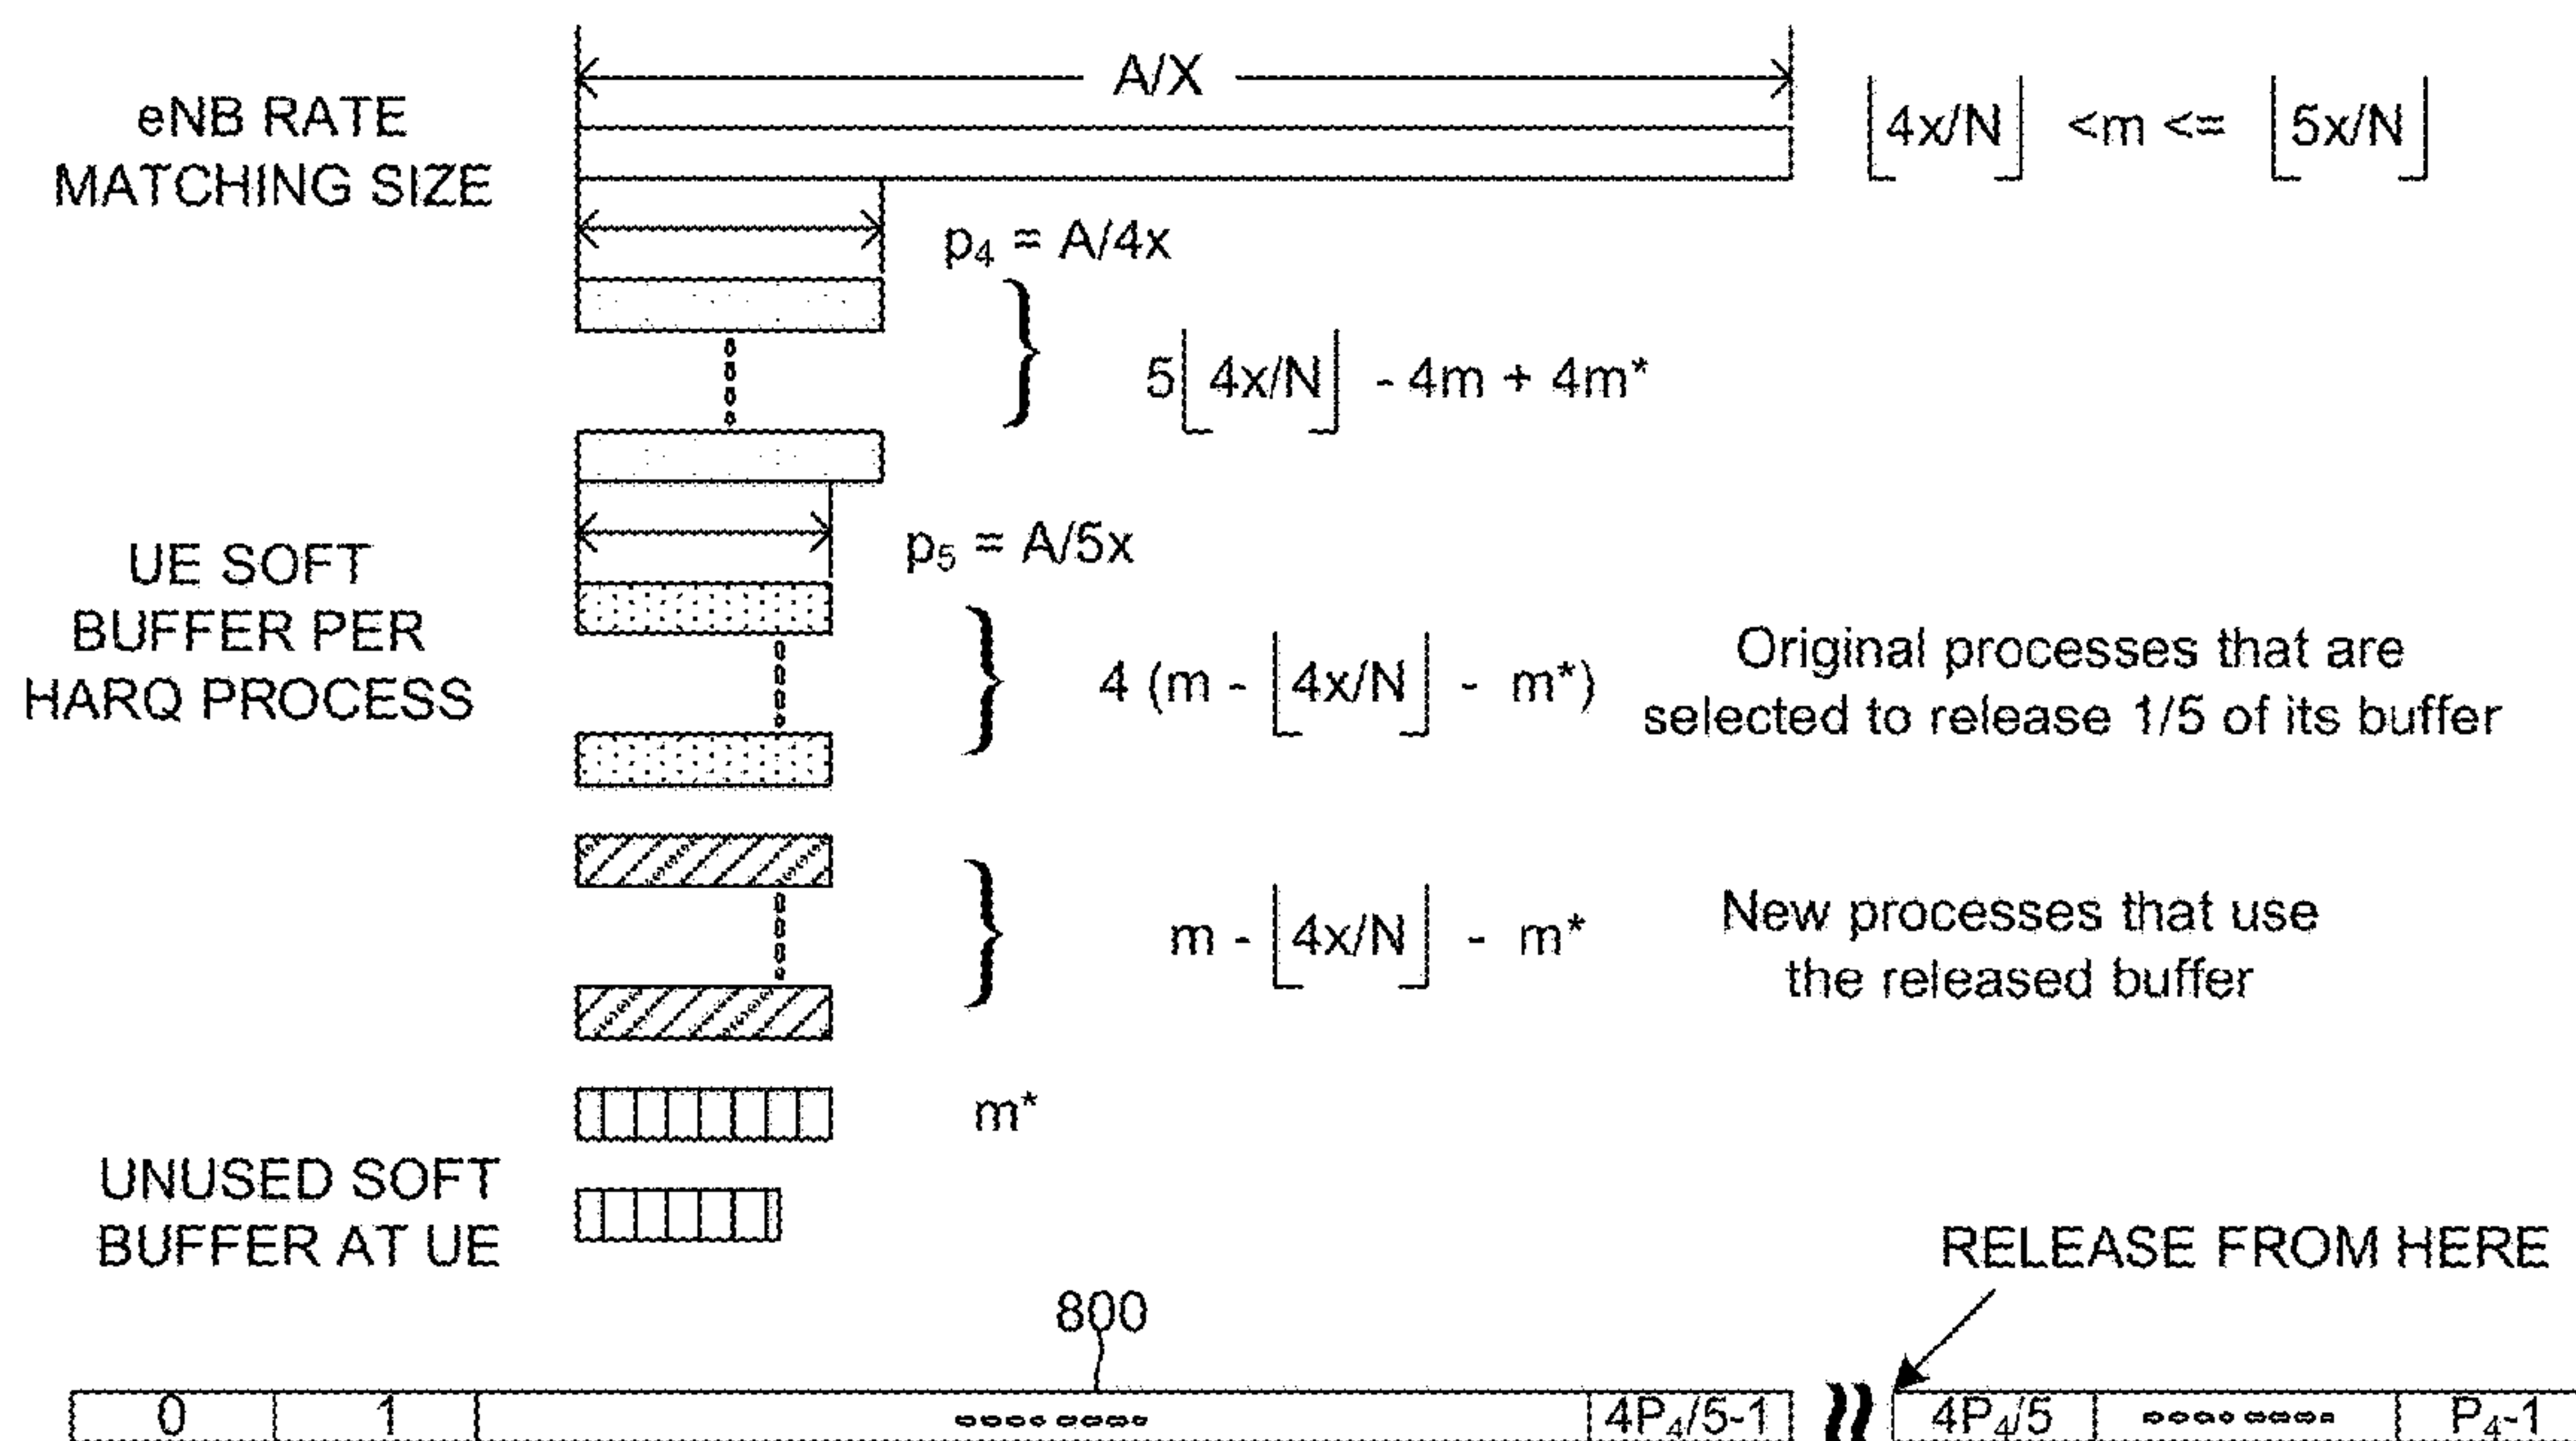 A/X
eNB RATE
MATCHING SIZE
⌊4x/N⌋ <m <= ⌊5x/N⌋
p₄ = A/4x
5⌊4x/N⌋ - 4m + 4m*
p₅ = A/5x
UE SOFT
BUFFER PER
HARQ PROCESS
4 (m - ⌊4x/N⌋ - m*)
Original processes that are
selected to release 1/5 of its buffer
m - ⌊4x/N⌋ - m*
New processes that use
the released buffer
m*
UNUSED SOFT
BUFFER AT UE
RELEASE FROM HERE
800
0 1 4P₄/5-1 4P₄/5 P₄-1